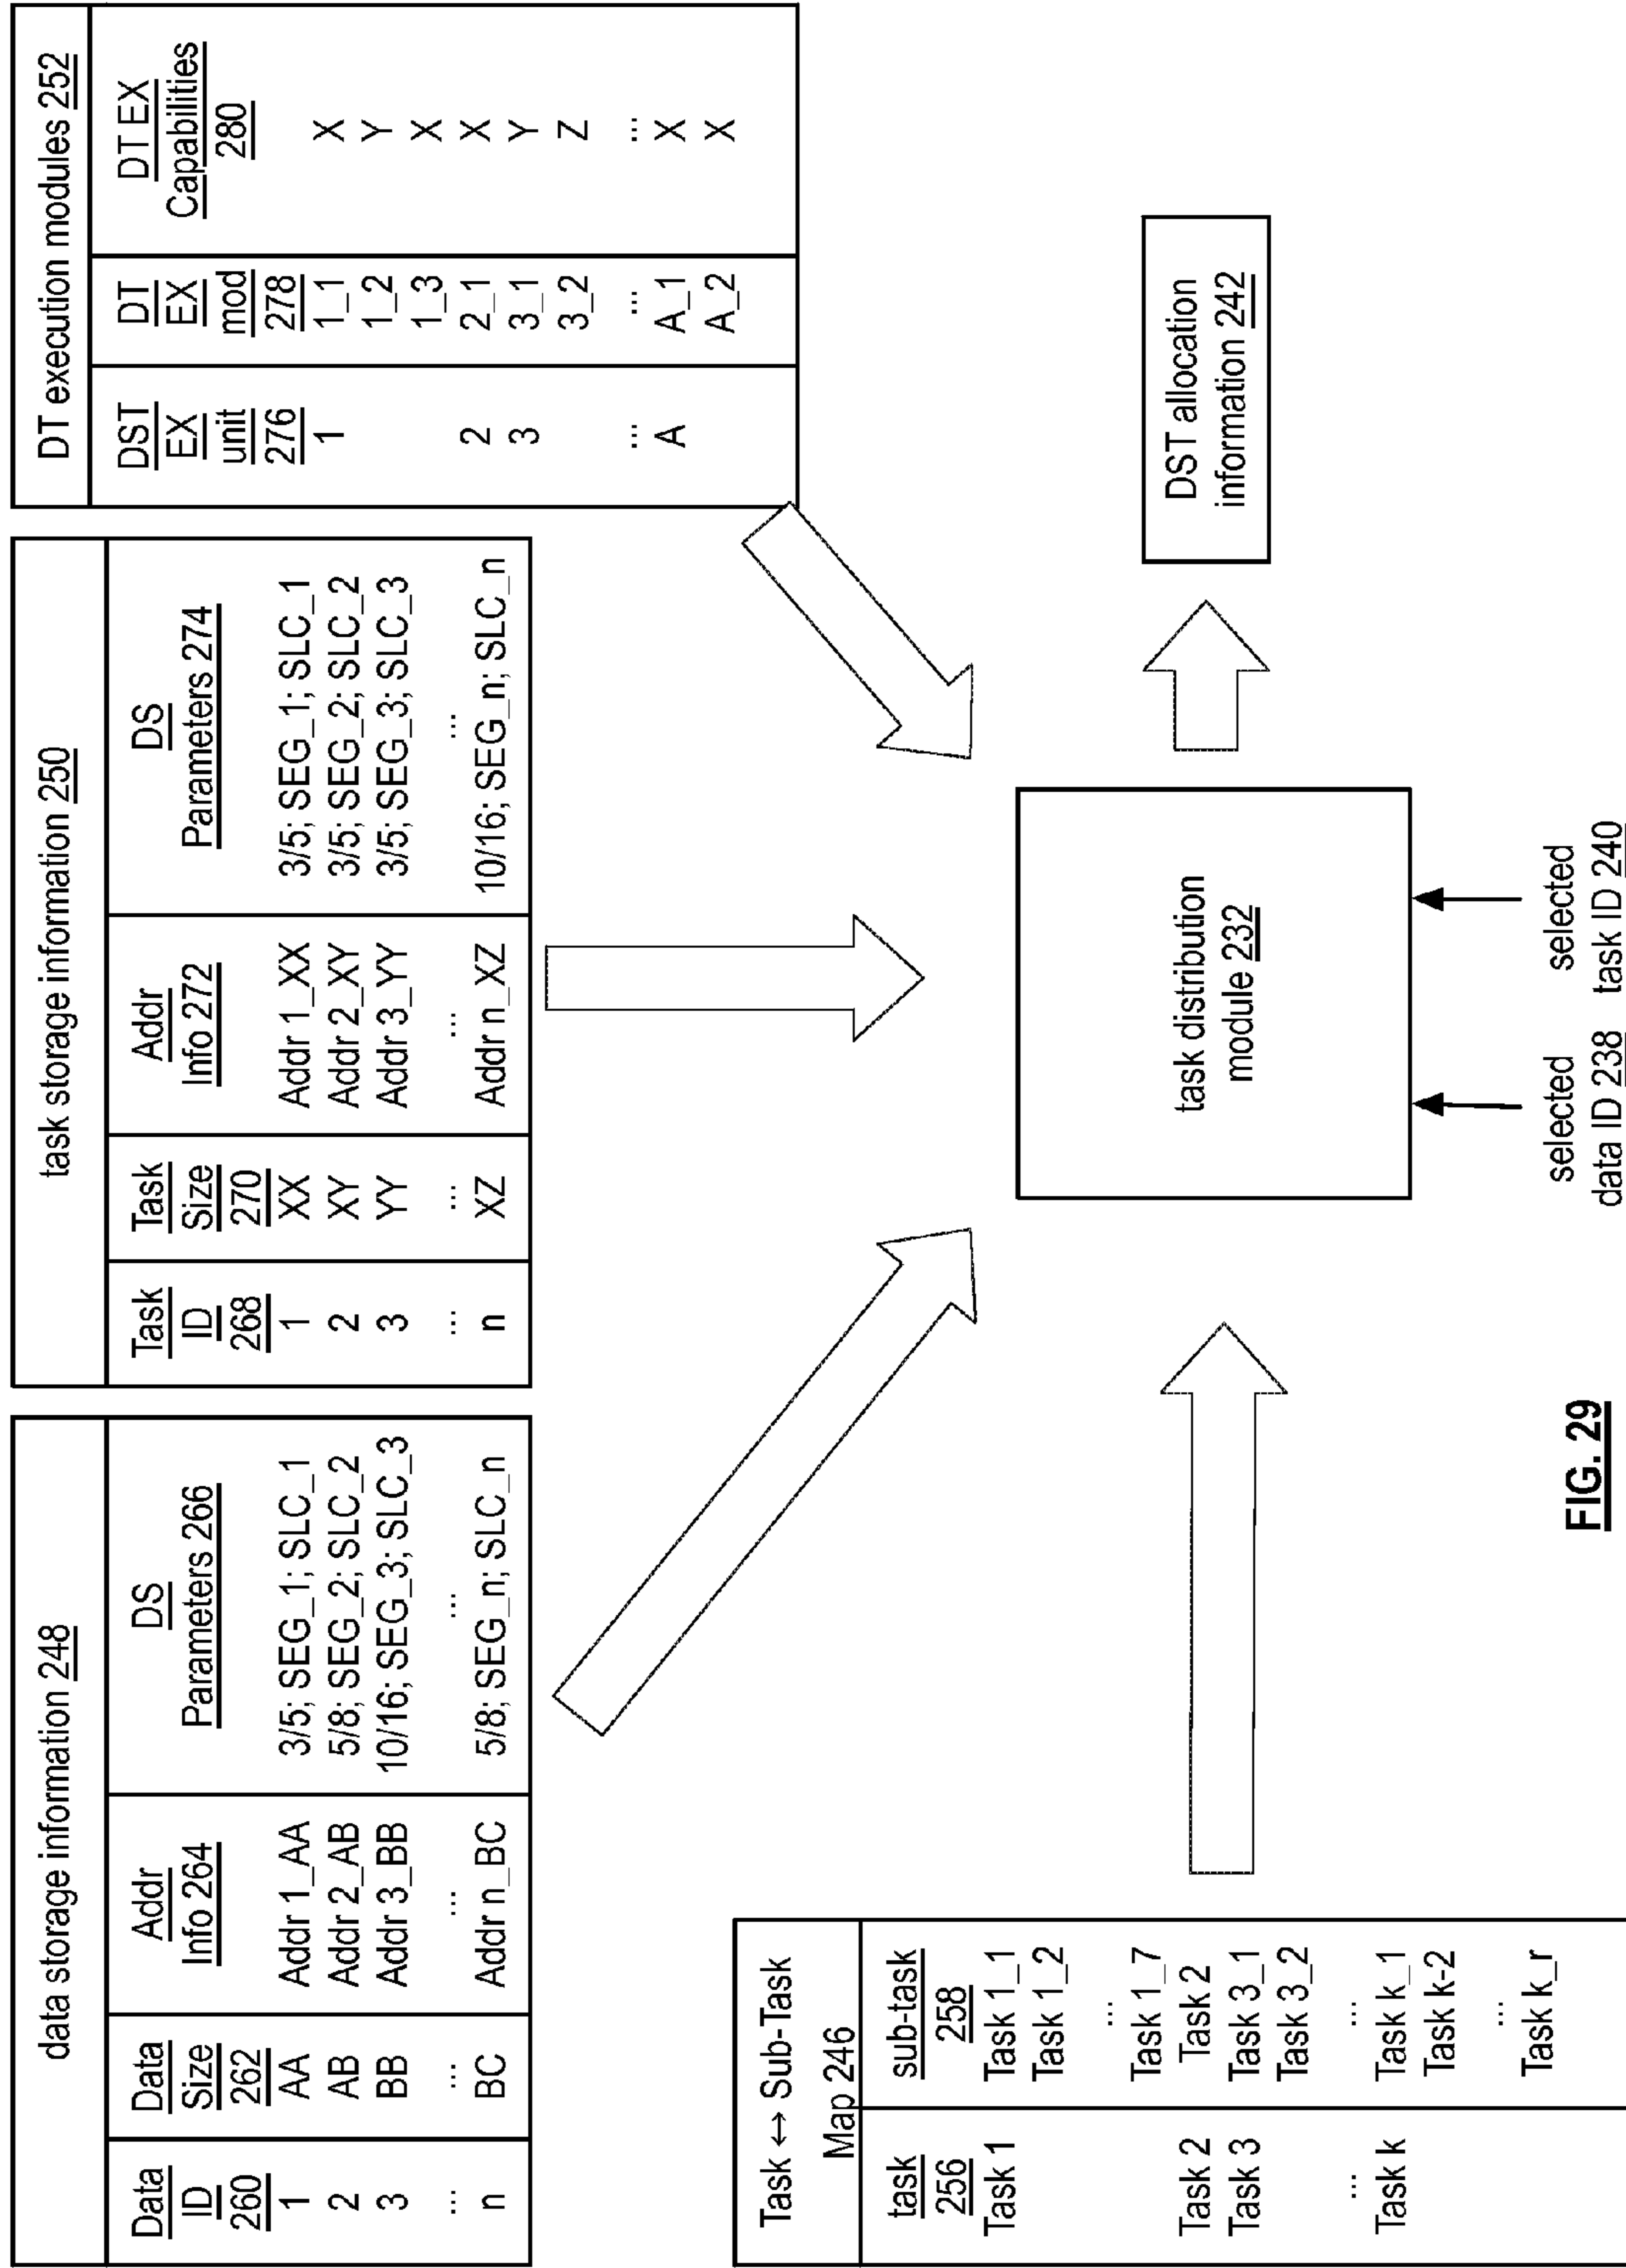 data storage information 248
Data ID 260 | Data Size 262 | Addr Info 264 | DS Parameters 266
1 AA Addr 1_AA 3/5; SEG_1; SLC_1
2 AB Addr 2_AB 5/8; SEG_2; SLC_2
3 BB Addr 3_BB 10/16; SEG_3; SLC_3
... ... ... ...
n BC Addr n_BC 5/8; SEG_n; SLC_n
task storage information 250
Task ID 268 | Task Size 270 | Addr Info 272 | DS Parameters 274
1 XX Addr 1_XX 3/5; SEG_1; SLC_1
2 XY Addr 2_XY 3/5; SEG_2; SLC_2
3 YY Addr 3_YY 3/5; SEG_3; SLC_3
... ... ... ...
n XZ Addr n_XZ 10/16; SEG_n; SLC_n
DT execution modules 252
DST EX unit 276 | DT EX mod 278 | DT EX Capabilities 280
1 1_1 X
1_2 Y
1_3 X
2 2_1 X
3 3_1 Y
3_2 Z
... ... ...
A A_1 X
A_2 X
Task ↔ Sub-Task
Map 246
task 256 | sub-task 258
Task 1 Task 1_1
Task 1_2
...
Task 1_7
Task 2 Task 2
Task 3 Task 3_1
Task 3_2
... ...
Task k Task k_1
Task k-2
...
Task k_r
task distribution
module 232
DST allocation
information 242
selected
data ID 238
selected
task ID 240
FIG. 29